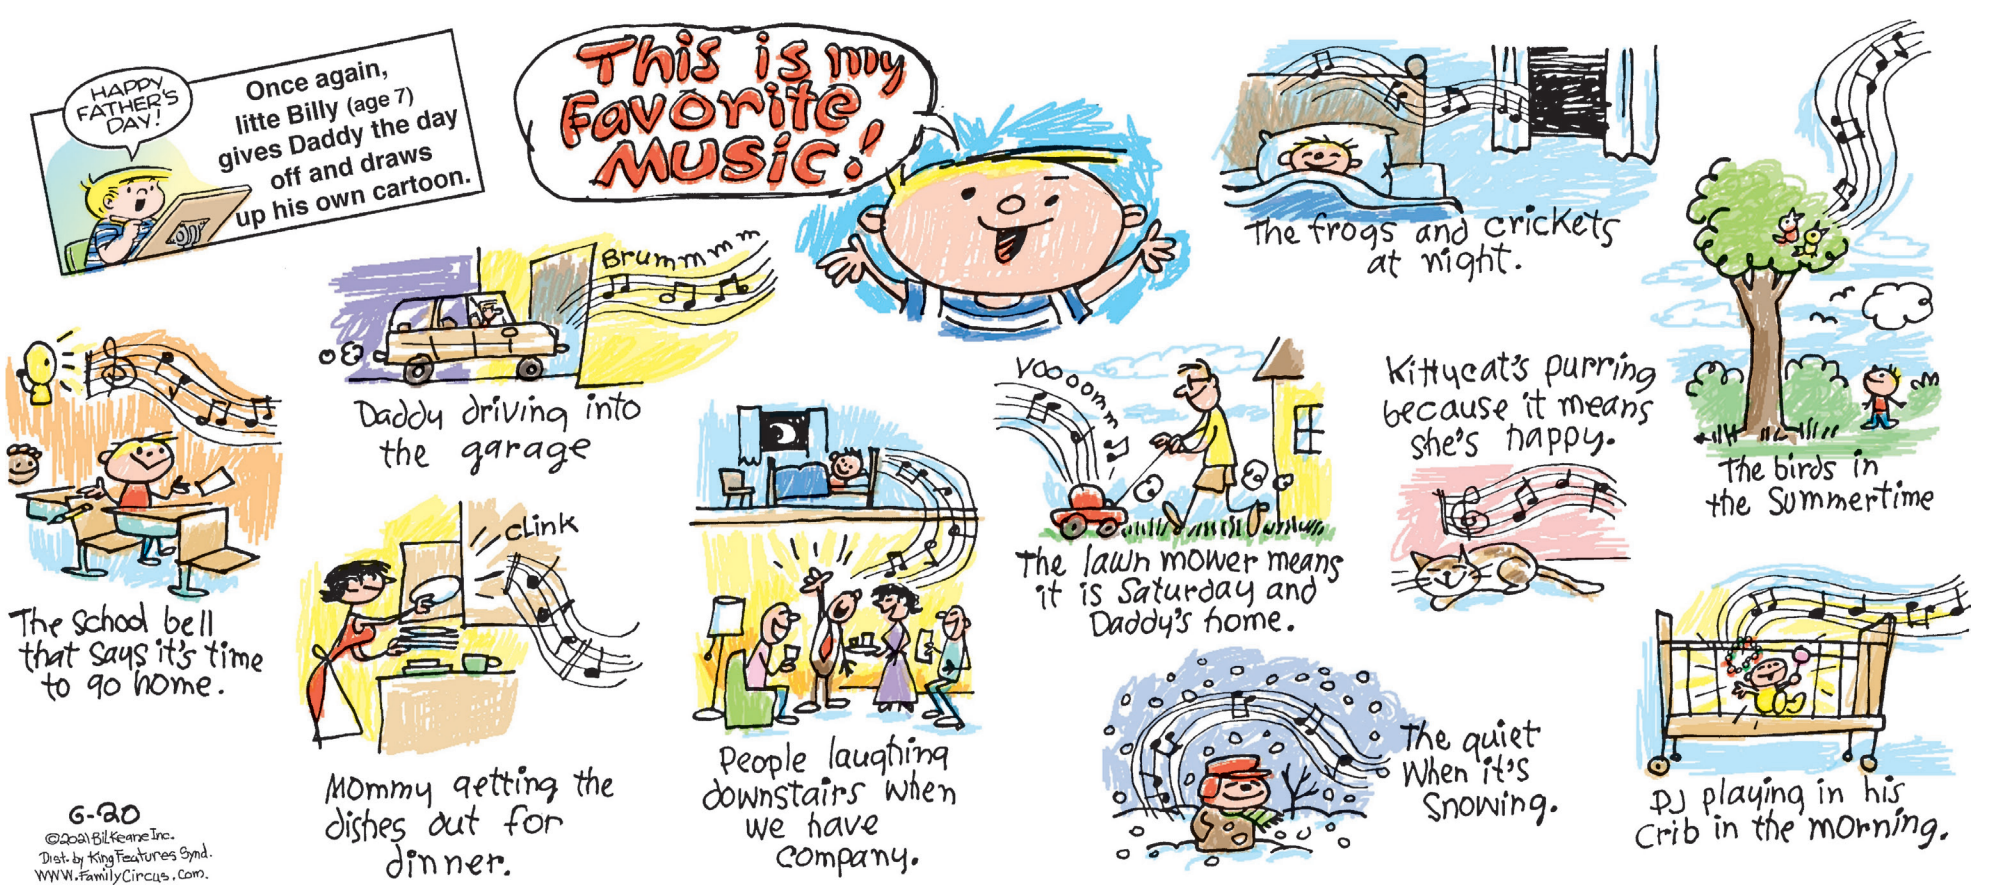 HAPPY
FATHER'S
DAY!
Once again,
litte Billy (age 7)
gives Daddy the day
off and draws
up his own cartoon.
This is my
Favorite
MUSIC!
The frogs and crickets
at night.
Brummmm
Daddy driving into
the garage
The School bell
that says it's time
to go home.
CLINK
Mommy getting the
dishes out for
dinner.
People laughing
downstairs when
we have
company.
VOOOOMM
The lawn mower means
it is Saturday and
Daddy's home.
Kittycat's purring
because it means
she's happy.
The birds in
the Summertime
The quiet
When it's
Snowing.
PJ playing in his
Crib in the morning.
6-20
©2021 Bil Keane Inc.
Dist. by King Features Synd.
WWW.FamilyCircus.Com.